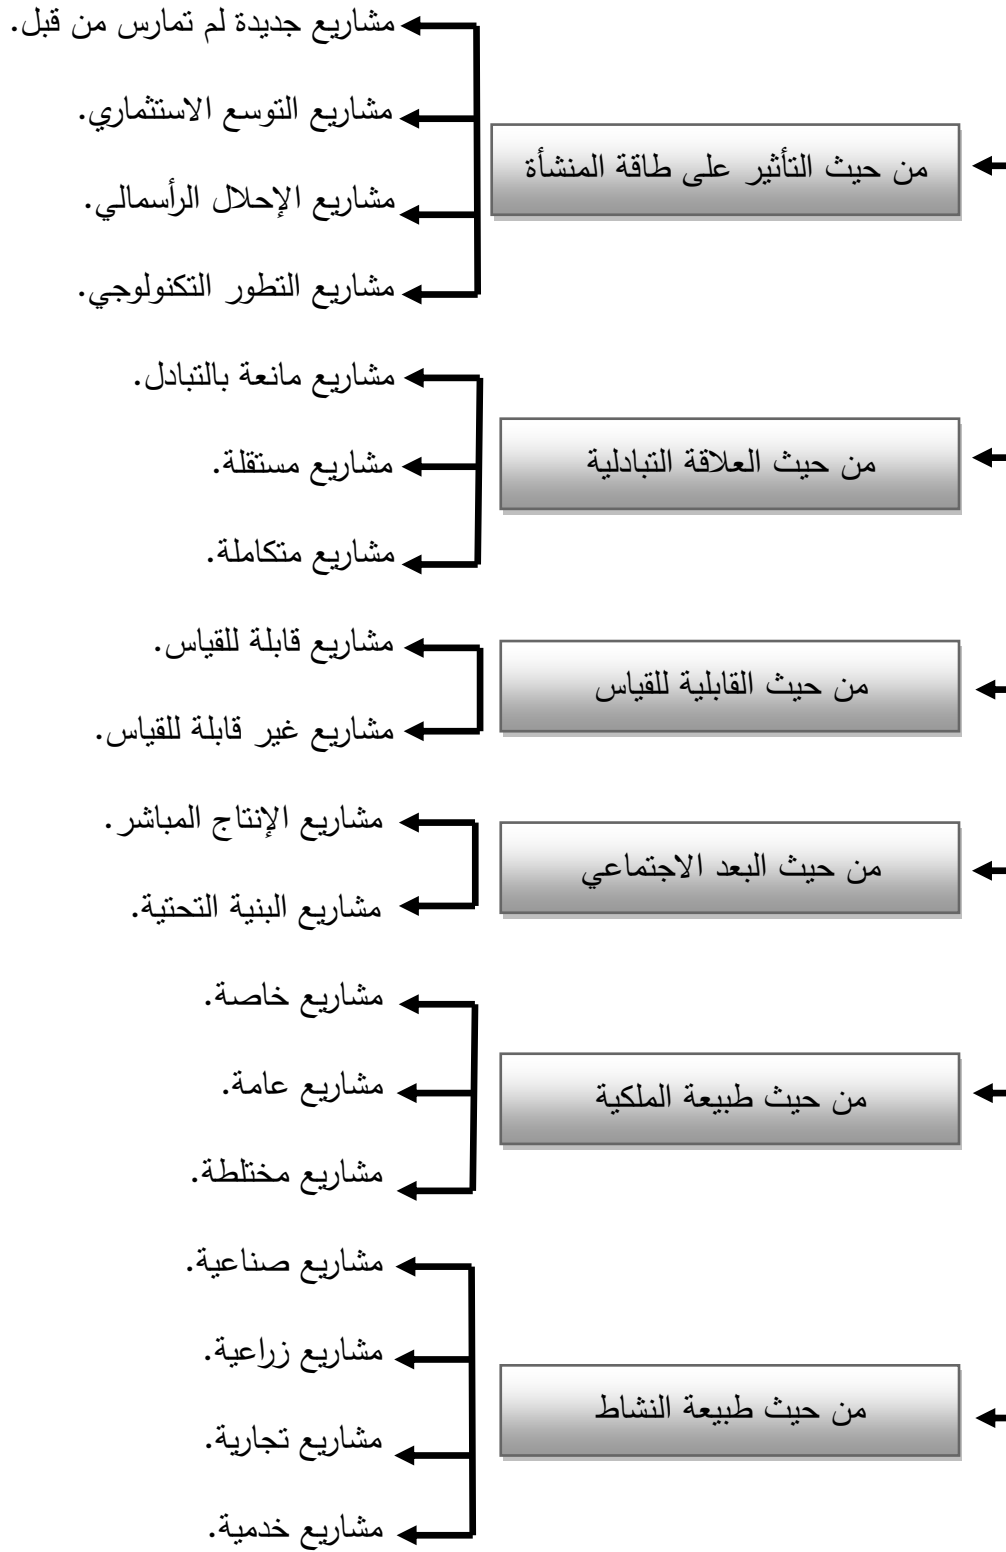 من حيث التأثير على طاقة المنشأة
مشاريع جديدة لم تمارس من قبل.
مشاريع التوسع الاستثماري.
مشاريع الإحلال الرأسمالي.
مشاريع التطور التكنولوجي.
من حيث العلاقة التبادلية
مشاريع مانعة بالتبادل.
مشاريع مستقلة.
مشاريع متكاملة.
من حيث القابلية للقياس
مشاريع قابلة للقياس.
مشاريع غير قابلة للقياس.
من حيث البعد الاجتماعي
مشاريع الإنتاج المباشر.
مشاريع البنية التحتية.
من حيث طبيعة الملكية
مشاريع خاصة.
مشاريع عامة.
مشاريع مختلطة.
من حيث طبيعة النشاط
مشاريع صناعية.
مشاريع زراعية.
مشاريع تجارية.
مشاريع خدمية.